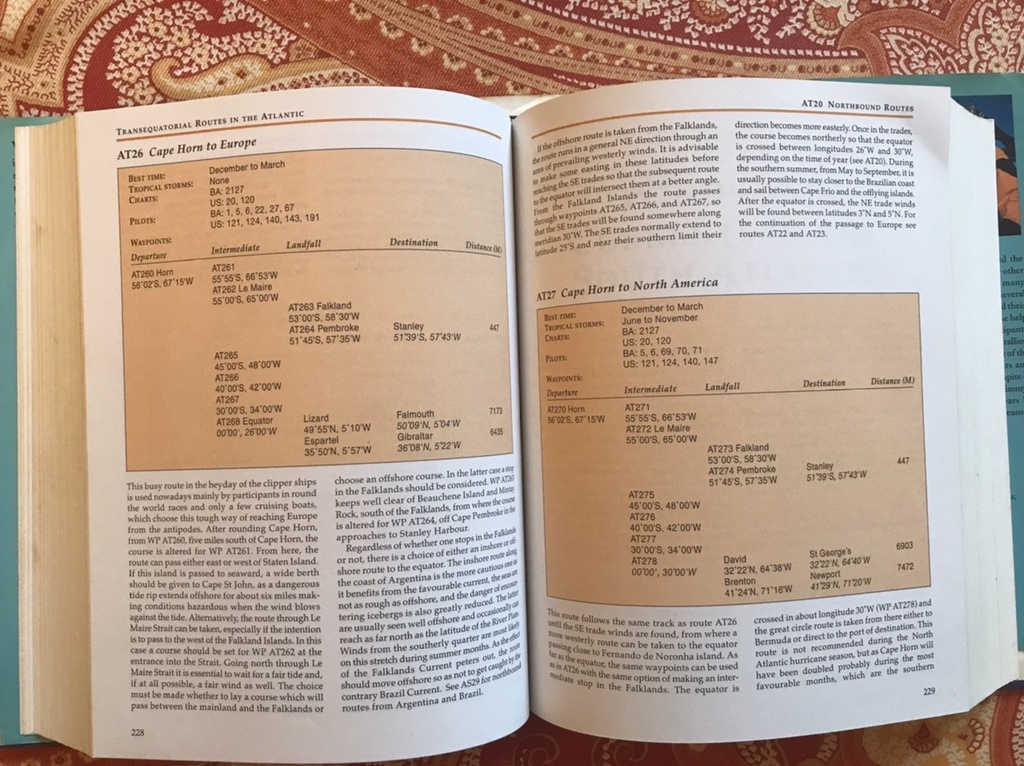 TRANSEQUATORIAL ROUTES IN THE ATLANTIC
AT26 Cape Horn to Europe
BEST TIME: December to March
TROPICAL STORMS: None
CHARTS: BA: 2127
US: 20, 120
PILOTS: BA: 1, 5, 6, 22, 27, 67
US: 121, 124, 140, 143, 191
WAYPOINTS:
Departure Intermediate Landfall Destination Distance (M)
AT260 Horn AT261
56°02'S, 67°15'W 55°55'S, 66°53'W
AT262 Le Maire
55°00'S, 65°00'W
AT263 Falkland
53°00'S, 58°30'W
AT264 Pembroke Stanley 447
51°45'S, 57°35'W 51°39'S, 57°43'W
AT265
45°00'S, 48°00'W
AT266
40°00'S, 42°00'W
AT267
30°00'S, 34°00'W
AT268 Equator Lizard Falmouth 7173
00°00', 26°00'W 49°55'N, 5°10'W 50°09'N, 5°04'W
Espartel Gibraltar 6435
35°50'N, 5°57'W 36°08'N, 5°22'W
This busy route in the heyday of the clipper ships
is used nowadays mainly by participants in round
the world races and only a few cruising boats,
which choose this tough way of reaching Europe
from the antipodes. After rounding Cape Horn,
from WP AT260, five miles south of Cape Horn, the
course is altered for WP AT261. From here, the
route can pass either east or west of Staten Island.
If this island is passed to seaward, a wide berth
should be given to Cape St John, as a dangerous
tide rip extends offshore for about six miles mak-
ing conditions hazardous when the wind blows
against the tide. Alternatively, the route through Le
Maire Strait can be taken, especially if the intention
is to pass to the west of the Falkland Islands. In this
case a course should be set for WP AT262 at the
entrance into the Strait. Going north through Le
Maire Strait it is essential to wait for a fair tide and,
if at all possible, a fair wind as well. The choice
must be made whether to lay a course which will
pass between the mainland and the Falklands or
choose an offshore course. In the latter case a stop
in the Falklands should be considered. WP AT263
keeps well clear of Beauchene Island and Mintay
Rock, south of the Falklands, from where the course
is altered for WP AT264, off Cape Pembroke in the
approaches to Stanley Harbour.
Regardless of whether one stops in the Falklands
or not, there is a choice of either an inshore or off-
shore route to the equator. The inshore route along
the coast of Argentina is the more cautious one as
it benefits from the favourable current, the seas are
not as rough as offshore, and the danger of encoun-
tering icebergs is also greatly reduced. The latter
are usually seen well offshore and occasionally can
reach as far north as the latitude of the River Plate.
Winds from the southerly quarter are most likely
on this stretch during summer months. As the effect
of the Falklands Current peters out, the route
should move offshore so as not to get caught by the
contrary Brazil Current. See AS29 for northbound
routes from Argentina and Brazil.
228
AT20 NORTHBOUND ROUTES
If the offshore route is taken from the Falklands,
the route runs in a general NE direction through an
area of prevailing westerly winds. It is advisable
to make some easting in these latitudes before
reaching the SE trades so that the subsequent route
to the equator will intersect them at a better angle.
From the Falkland Islands the route passes
through waypoints AT265, AT266, and AT267, so
that the SE trades will be found somewhere along
meridian 30°W. The SE trades normally extend to
latitude 25°S and near their southern limit their
direction becomes more easterly. Once in the trades,
the course becomes northerly so that the equator
is crossed between longitudes 26°W and 30°W,
depending on the time of year (see AT20). During
the southern summer, from May to September, it is
usually possible to stay closer to the Brazilian coast
and sail between Cape Frio and the offlying islands.
After the equator is crossed, the NE trade winds
will be found between latitudes 3°N and 5°N. For
the continuation of the passage to Europe see
routes AT22 and AT23.
AT27 Cape Horn to North America
BEST TIME: December to March
TROPICAL STORMS: June to November
CHARTS: BA: 2127
US: 20, 120
PILOTS: BA: 5, 6, 69, 70, 71
US: 121, 124, 140, 147
WAYPOINTS:
Departure Intermediate Landfall Destination Distance (M)
AT270 Horn AT271
56°02'S, 67°15'W 55°55'S, 66°53'W
AT272 Le Maire
55°00'S, 65°00'W
AT273 Falkland
53°00'S, 58°30'W
AT274 Pembroke Stanley 447
51°45'S, 57°35'W 51°39'S, 57°43'W
AT275
45°00'S, 48°00'W
AT276
40°00'S, 42°00'W
AT277
30°00'S, 34°00'W
AT278 David St George's 6903
00°00', 30°00'W 32°22'N, 64°38'W 32°22'N, 64°40'W
Brenton Newport 7472
41°24'N, 71°16'W 41°29'N, 71°20'W
This route follows the same track as route AT26
until the SE trade winds are found, from where a
more westerly route can be taken to the equator
passing close to Fernando de Noronha island. As
far as the equator, the same waypoints can be used
as in AT26 with the same option of making an inter-
mediate stop in the Falklands. The equator is
crossed in about longitude 30°W (WP AT278) and
the great circle route is taken from there either to
Bermuda or direct to the port of destination. This
route is not recommended during the North
Atlantic hurricane season, but as Cape Horn will
have been doubled probably during the most
favourable months, which are the southern
229